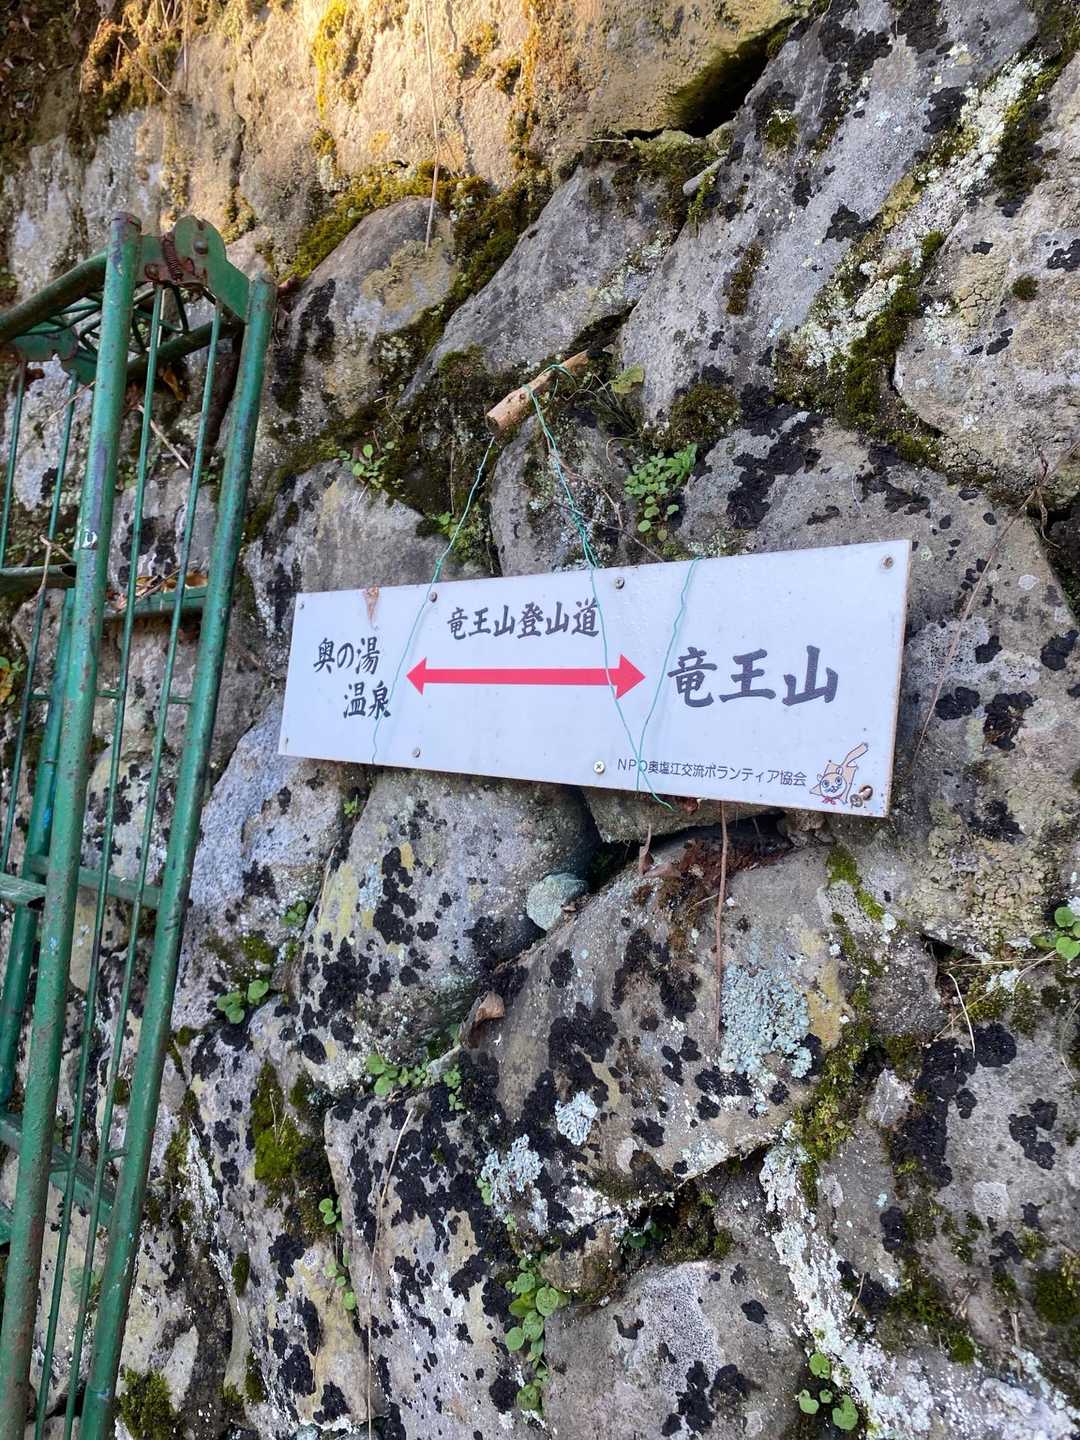 奥の湯
温泉
竜王山登山道
竜王山
NPO奥塩江交流ボランティア協会